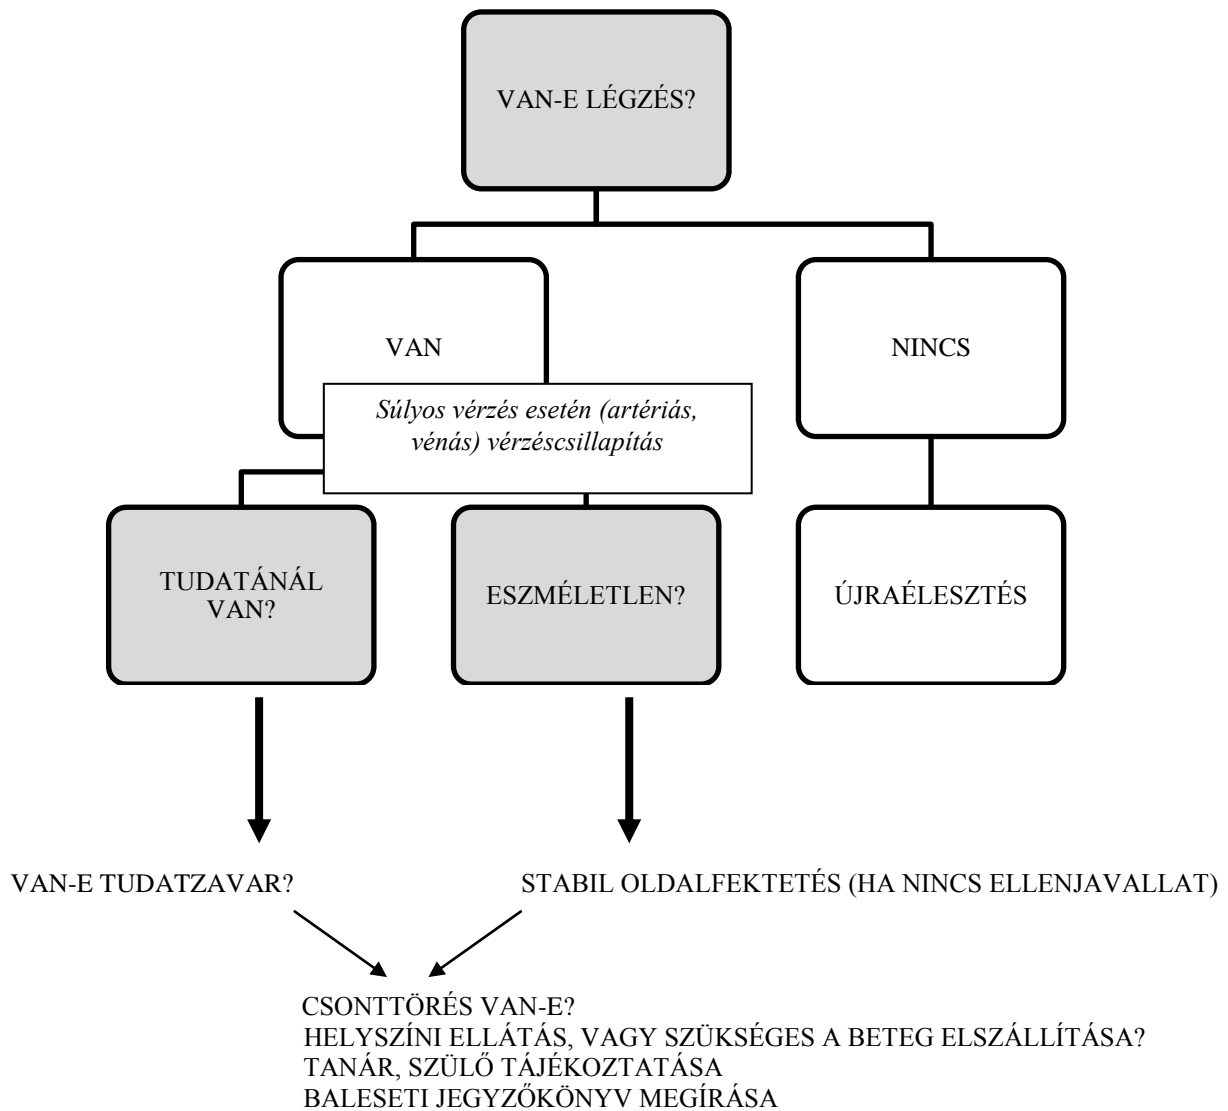 VAN-E LÉGZÉS?
VAN
NINCS
Súlyos vérzés esetén (artériás,
vénás) vérzéscsillapítás
TUDATÁNÁL
VAN?
ESZMÉLETLEN?
ÚJRAÉLESZTÉS
VAN-E TUDATZAVAR?
STABIL OLDALFEKTETÉS (HA NINCS ELLENJAVALLAT)
CSONTTÖRÉS VAN-E?
HELYSZÍNI ELLÁTÁS, VAGY SZÜKSÉGES A BETEG ELSZÁLLÍTÁSA?
TANÁR, SZÜLŐ TÁJÉKOZTATÁSA
BALESETI JEGYZŐKÖNYV MEGÍRÁSA